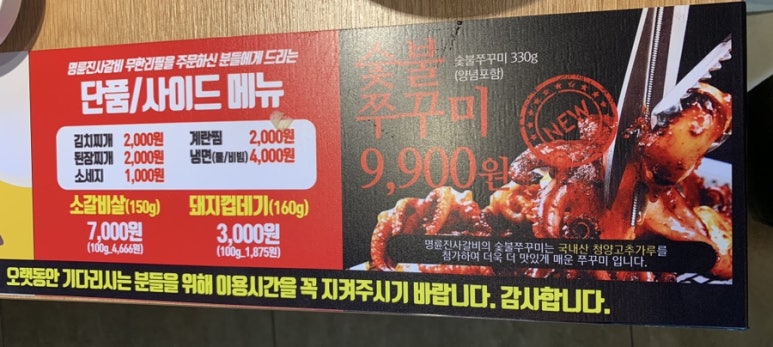 명륜진사갈비 무한리필을 주문하신 분들에게 드리는
단품/사이드 메뉴
김치찌개 2,000원
된장찌개 2,000원
소세지 1,000원
계란찜 2,000원
냉면(물/비빔) 4,000원
소갈비살(150g)
7,000원
(100g_4,666원)
돼지껍데기(160g)
3,000원
(100g_1,875원)
숯불
쭈꾸미
숯불쭈꾸미 330g
(양념포함)
9,900원
NEW
명륜진사갈비의 숯불쭈꾸미는 국내산 청양고추가루를
첨가하여 더욱 더 맛있게 매운 쭈꾸미 입니다.
오랫동안 기다리시는 분들을 위해 이용시간을 꼭 지켜주시기 바랍니다. 감사합니다.